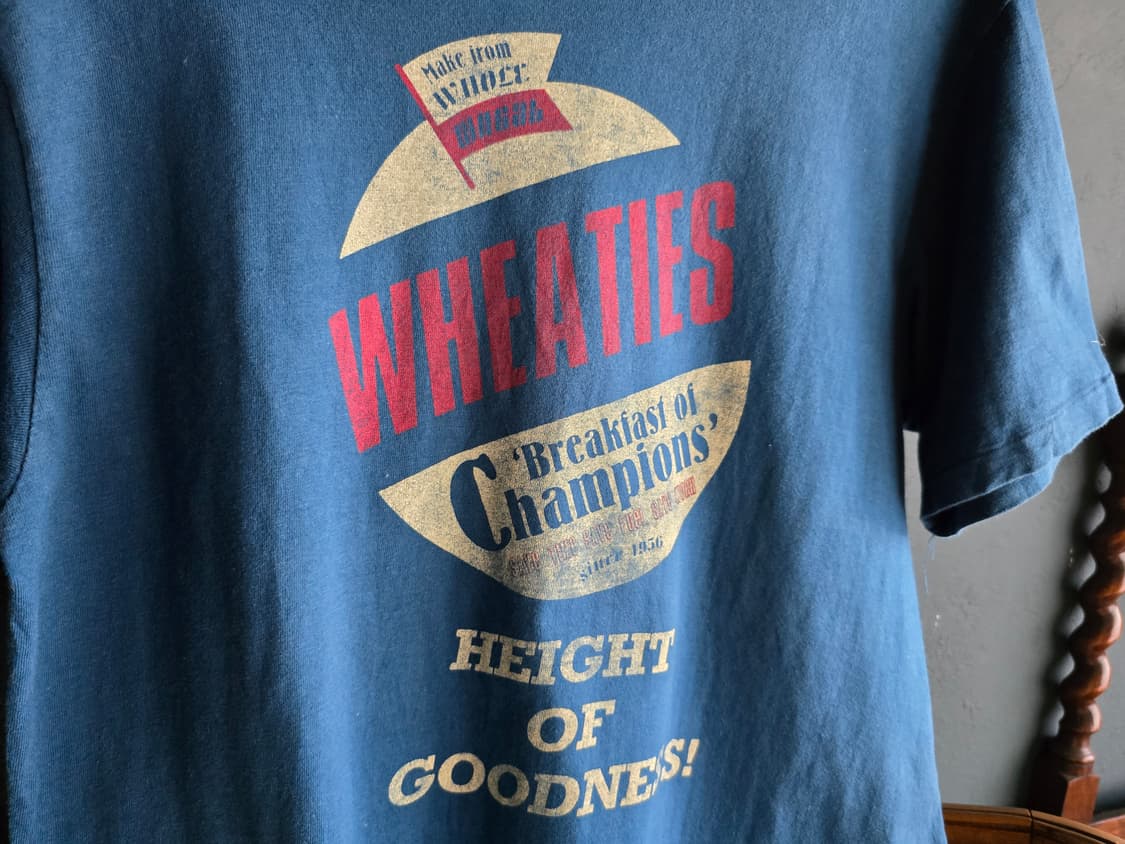 Make from
WHOLE
WHEATIES
'Breakfast of
Champions'
since 1956
HEIGHT
OF
GOODNESS!